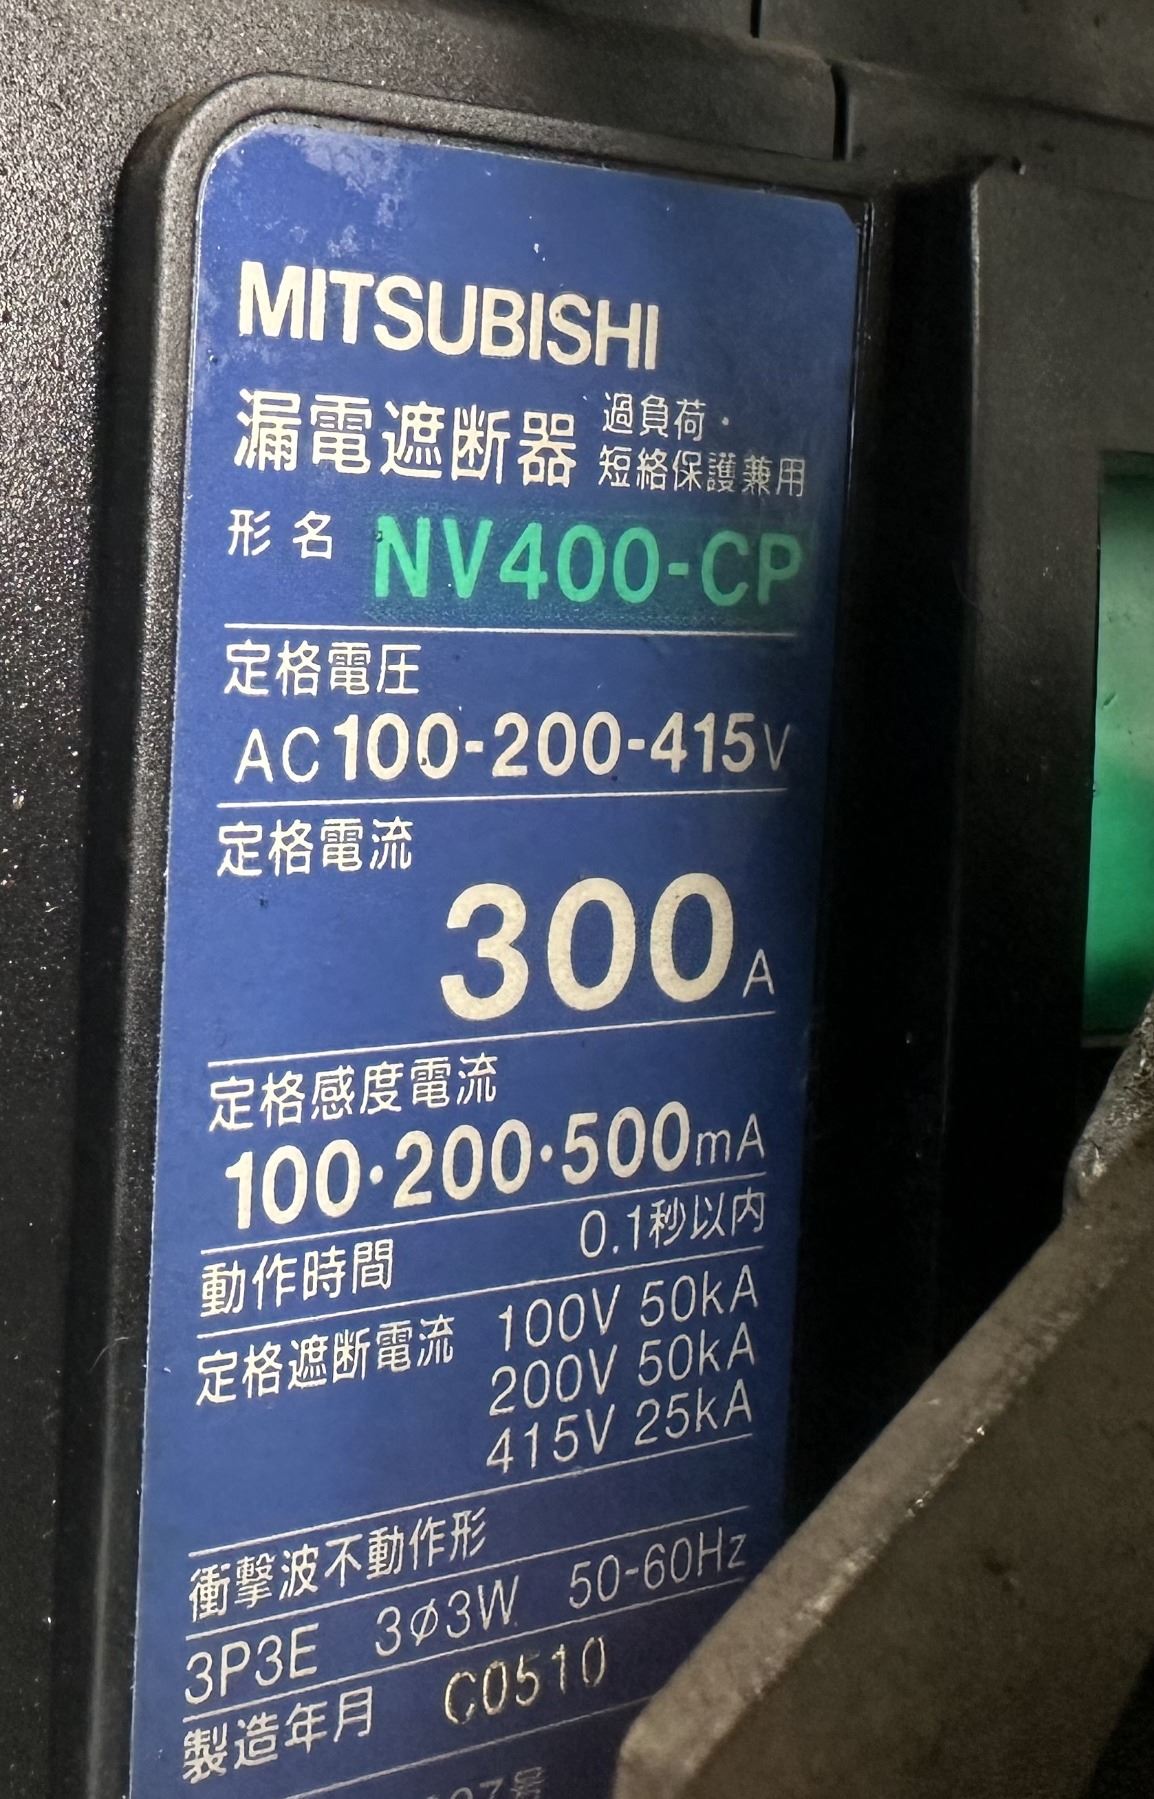 MITSUBISHI
漏電遮断器 過負荷・
短絡保護兼用
形名 NV400-CP
定格電圧
AC100-200-415V
定格電流
300A
定格感度電流
100・200・500mA
動作時間 0.1秒以内
定格遮断電流 100V 50kA
200V 50kA
415V 25kA
衝撃波不動作形
3P3E 3φ3W 50-60Hz
製造年月 C0510